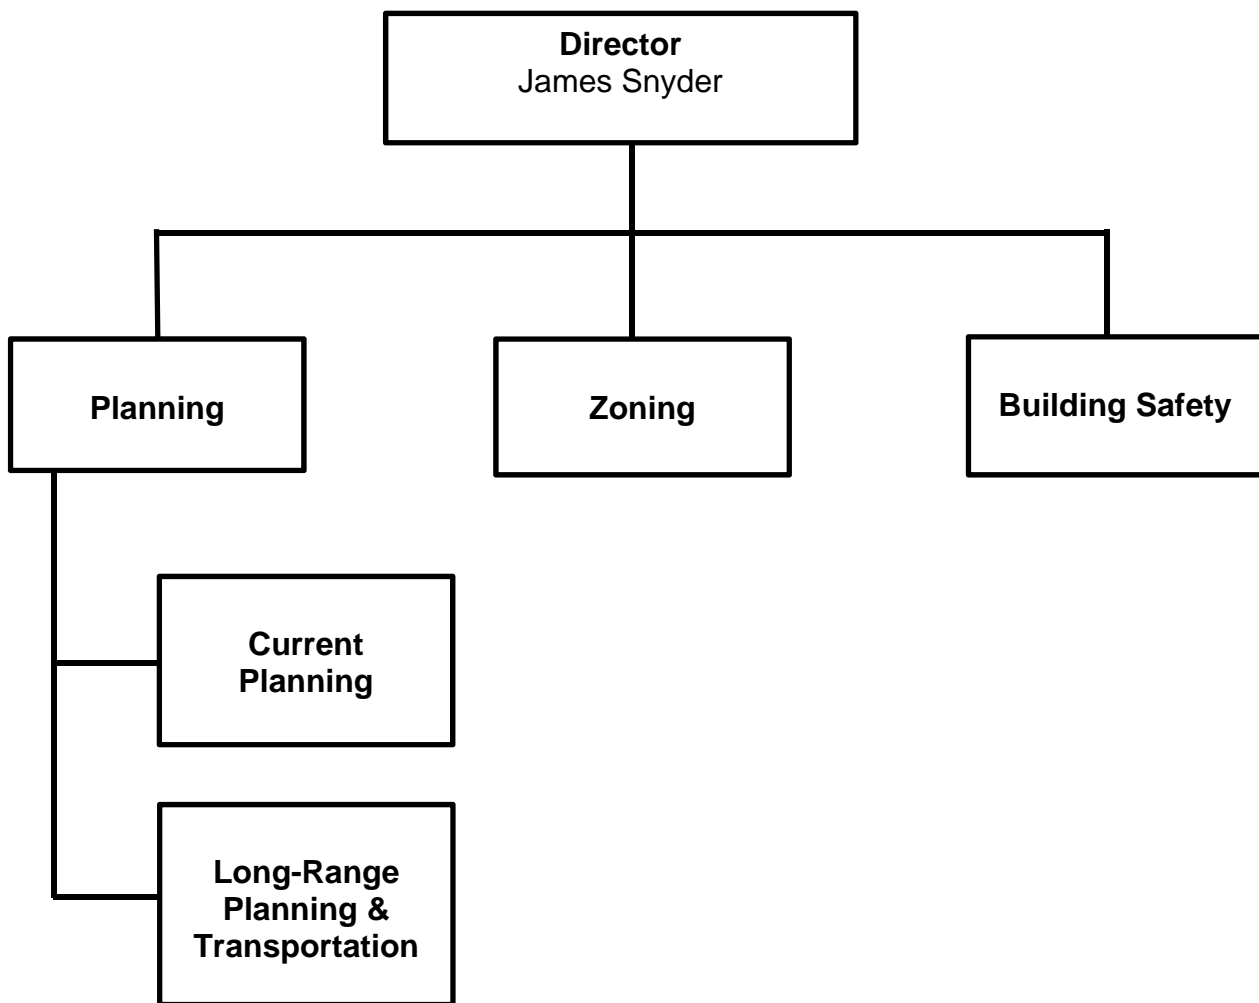 Director
James Snyder
Planning
Zoning
Building Safety
Current
Planning
Long-Range
Planning &
Transportation